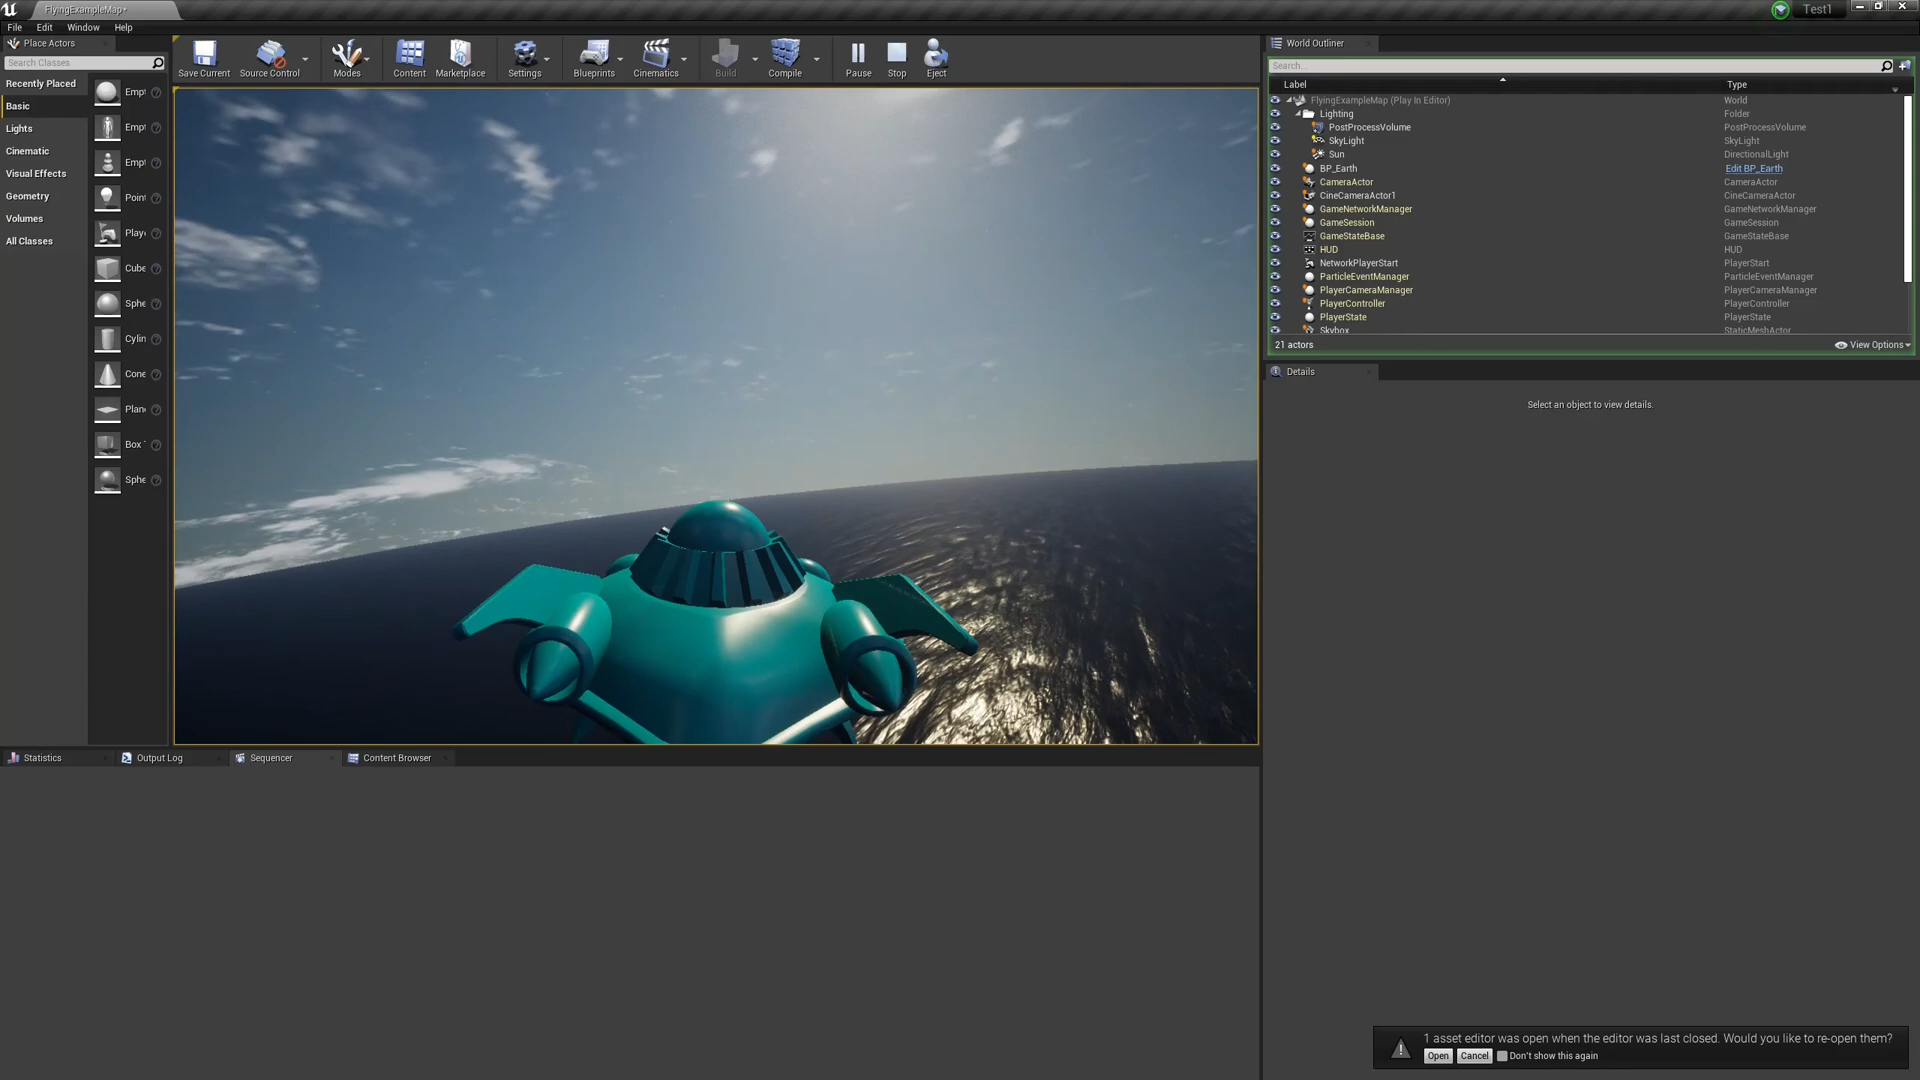 FlyingExampleMap*
Test1
File Edit Window Help
Place Actors
Search Classes
Recently Placed
Basic
Lights
Cinematic
Visual Effects
Geometry
Volumes
All Classes
Empt
Empt
Empt
Point
Playe
Cube
Sphe
Cylin
Cone
Plane
Box T
Sphe
Save Current
Source Control
Modes
Content
Marketplace
Settings
Blueprints
Cinematics
Build
Compile
Pause
Stop
Eject
World Outliner
Search...
Label Type
FlyingExampleMap (Play In Editor) World
Lighting Folder
PostProcessVolume PostProcessVolume
SkyLight SkyLight
Sun DirectionalLight
BP_Earth Edit BP_Earth
CameraActor CameraActor
CineCameraActor1 CineCameraActor
GameNetworkManager GameNetworkManager
GameSession GameSession
GameStateBase GameStateBase
HUD HUD
NetworkPlayerStart PlayerStart
ParticleEventManager ParticleEventManager
PlayerCameraManager PlayerCameraManager
PlayerController PlayerController
PlayerState PlayerState
Skybox StaticMeshActor
21 actors View Options
Details
Select an object to view details.
Statistics
Output Log
Sequencer
Content Browser
1 asset editor was open when the editor was last closed. Would you like to re-open them?
Open Cancel Don't show this again